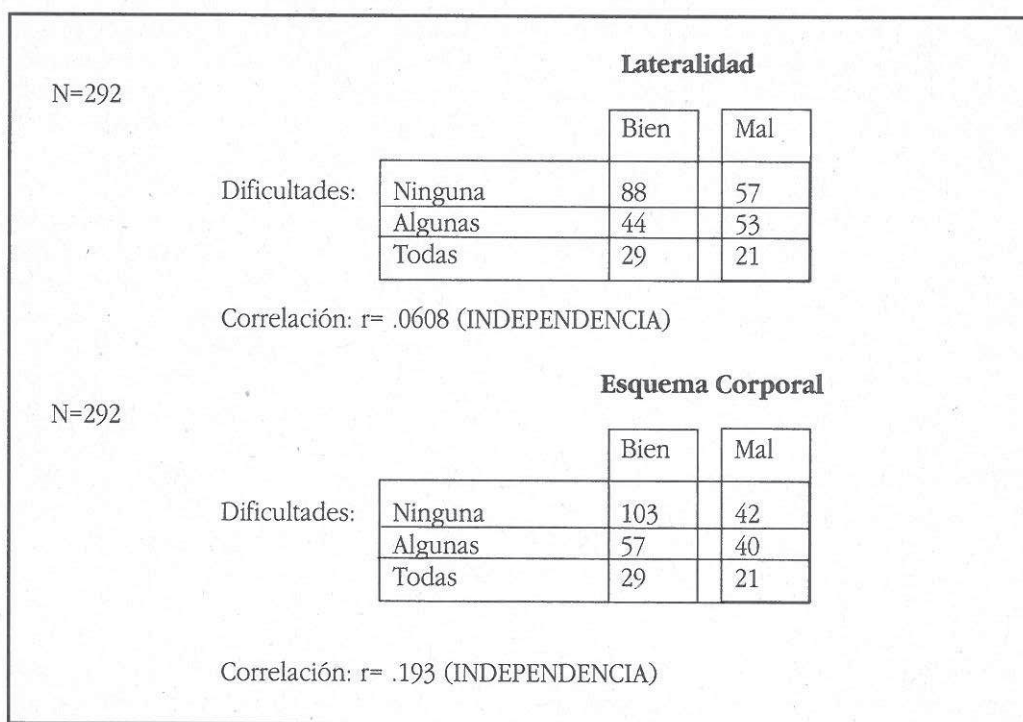 Lateralidad
N=292
Bien Mal
Dificultades: Ninguna 88 57
Algunas 44 53
Todas 29 21
Correlación: r= .0608 (INDEPENDENCIA)
Esquema Corporal
N=292
Bien Mal
Dificultades: Ninguna 103 42
Algunas 57 40
Todas 29 21
Correlación: r= .193 (INDEPENDENCIA)